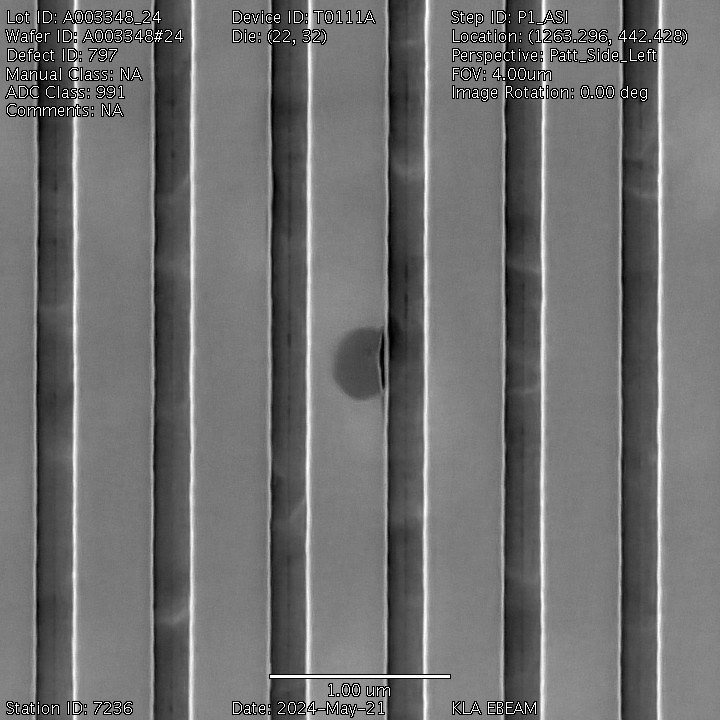 Lot ID: A003348_24
Wafer ID: A003348#24
Defect ID: 797
Manual Class: NA
ADC Class: 991
Comments: NA
Device ID: T0111A
Die: (22, 32)
Step ID: P1_ASI
Location: (1263.296, 442.428)
Perspective: Patt_Side_Left
FOV: 4.00um
Image Rotation: 0.00 deg
1.00 um
Station ID: 7236
Date: 2024-May-21
KLA EBEAM